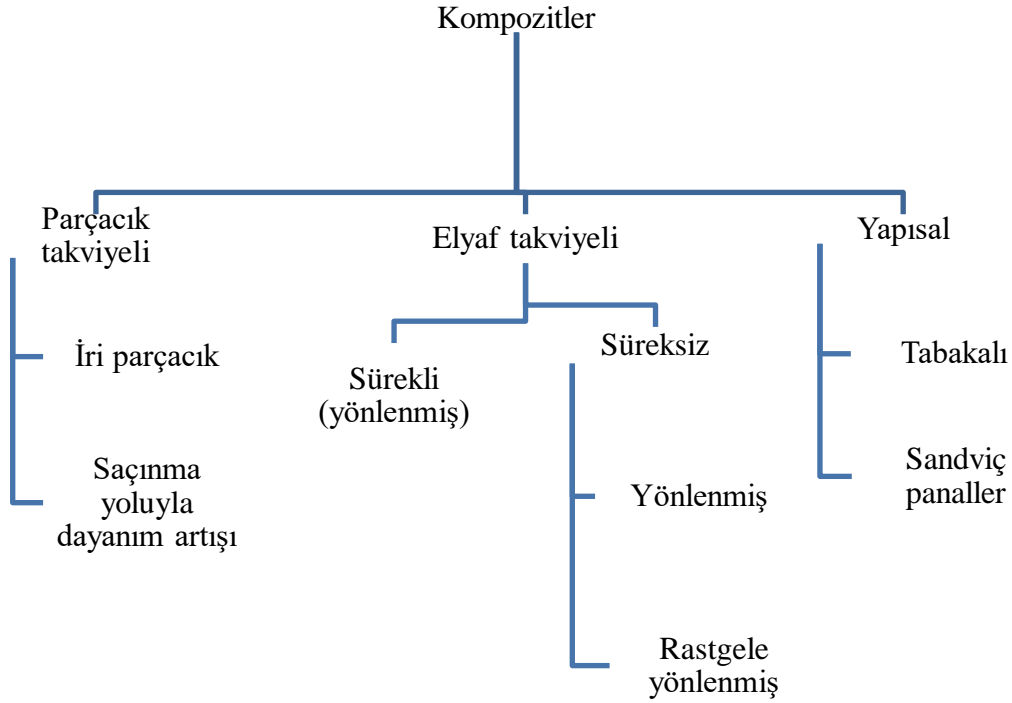 Kompozitler
Parçacık
takviyeli
İri parçacık
Saçınma
yoluyla
dayanım artışı
Elyaf takviyeli
Sürekli
(yönlenmiş)
Süreksiz
Yönlenmiş
Rastgele
yönlenmiş
Yapısal
Tabakalı
Sandviç
panaller